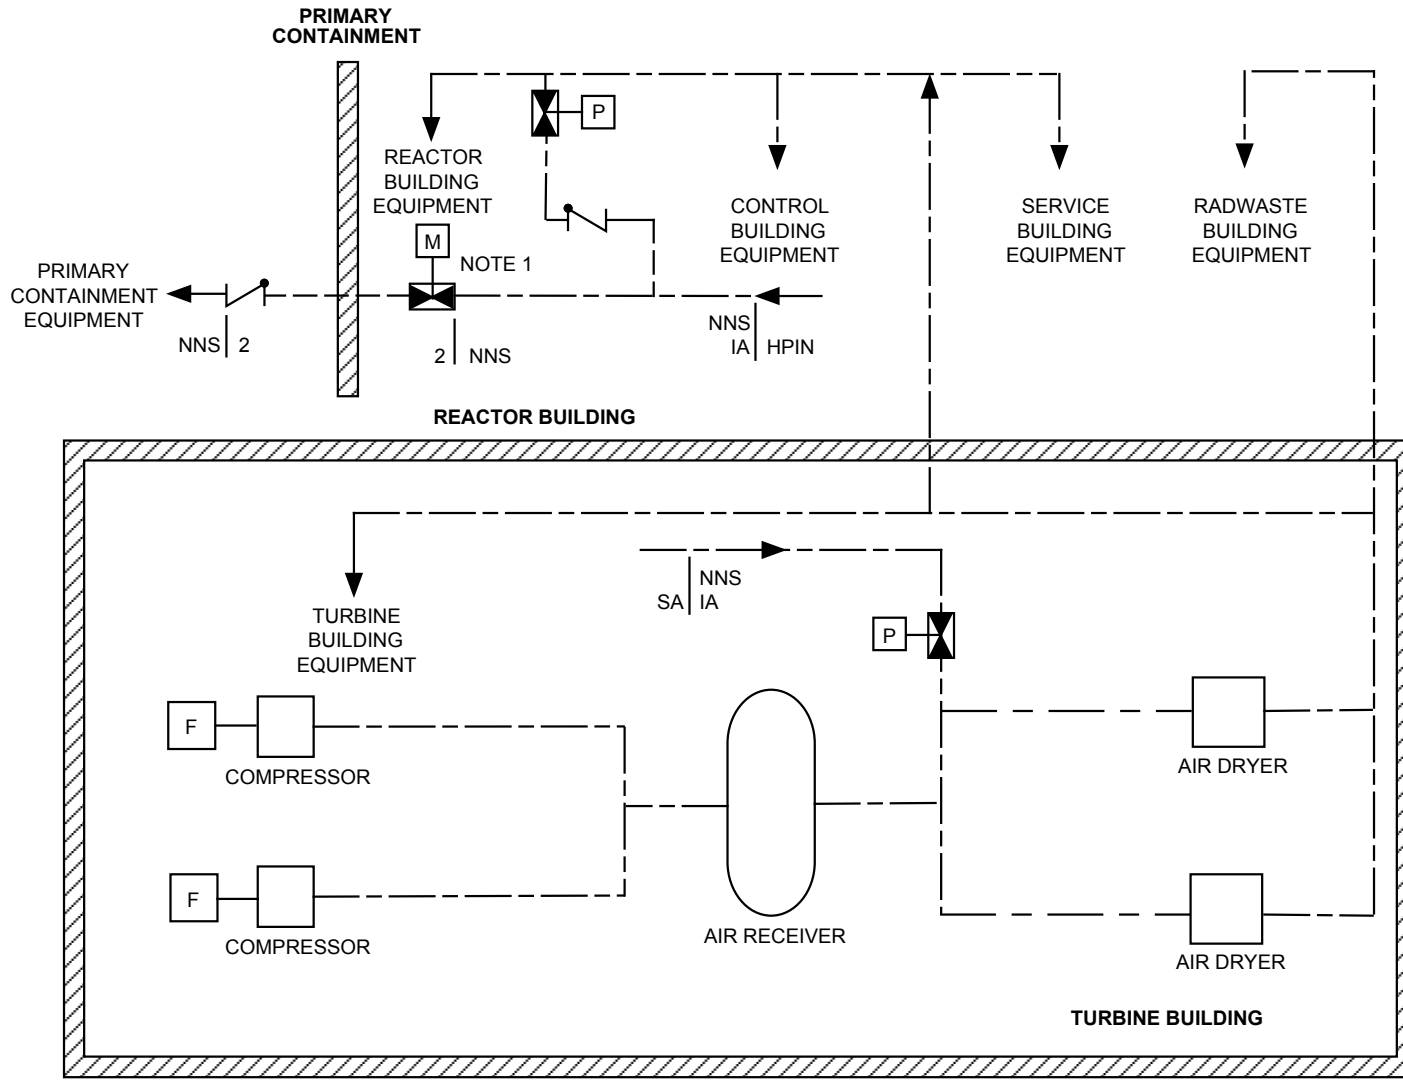 PRIMARY
CONTAINMENT
P
REACTOR
BUILDING
EQUIPMENT
CONTROL
BUILDING
EQUIPMENT
SERVICE
BUILDING
EQUIPMENT
RADWASTE
BUILDING
EQUIPMENT
M
NOTE 1
PRIMARY
CONTAINMENT
EQUIPMENT
NNS 2
2 NNS
NNS
IA HPIN
REACTOR BUILDING
NNS
SA IA
TURBINE
BUILDING
EQUIPMENT
P
F
COMPRESSOR
AIR DRYER
F
COMPRESSOR
AIR RECEIVER
AIR DRYER
TURBINE BUILDING